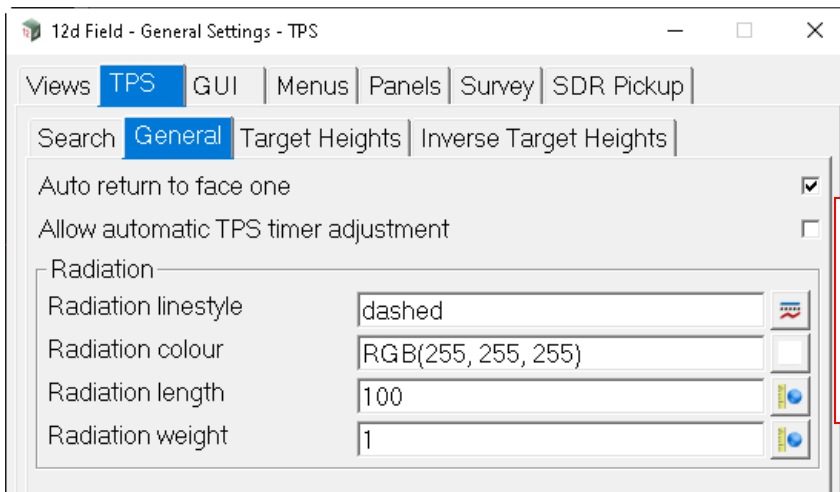 12d Field - General Settings - TPS
Views TPS GUI Menus Panels Survey SDR Pickup
Search General Target Heights Inverse Target Heights
Auto return to face one
Allow automatic TPS timer adjustment
Radiation
Radiation linestyle dashed
Radiation colour RGB(255, 255, 255)
Radiation length 100
Radiation weight 1